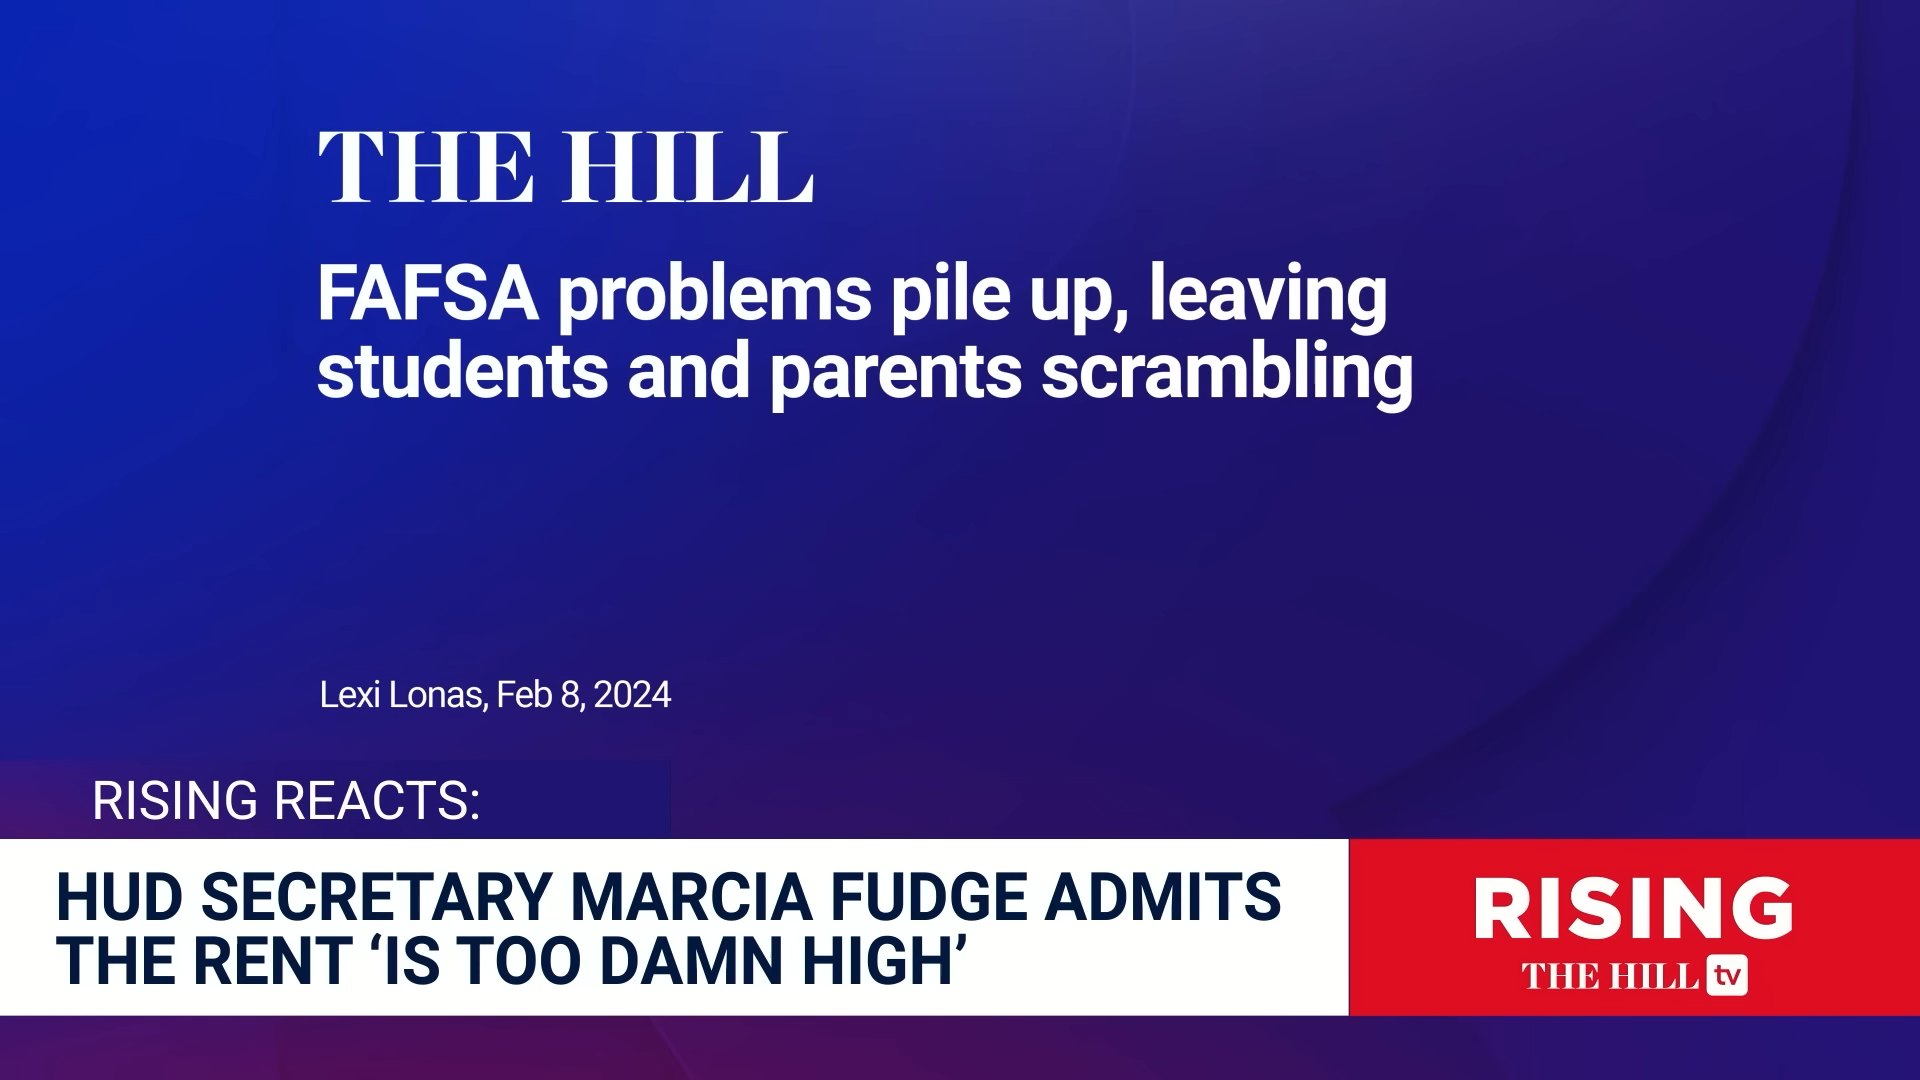 THE HILL
FAFSA problems pile up, leaving
students and parents scrambling
Lexi Lonas, Feb 8, 2024
RISING REACTS:
HUD SECRETARY MARCIA FUDGE ADMITS
THE RENT ‘IS TOO DAMN HIGH’
RISING
THE HILL tv